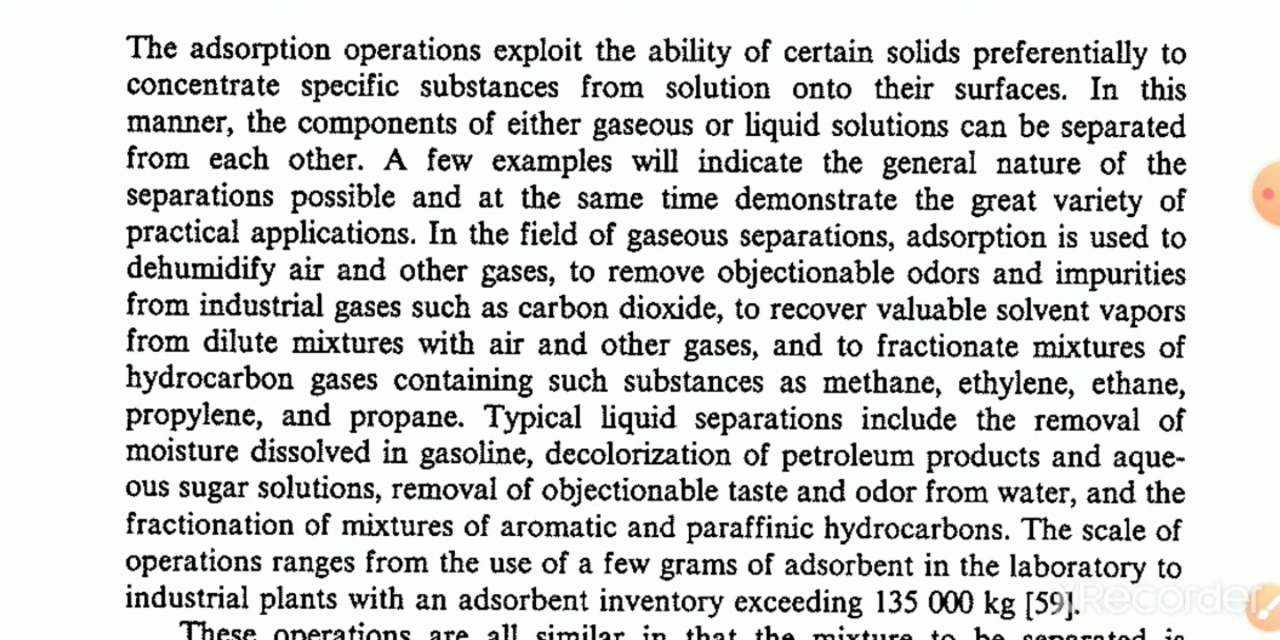 The adsorption operations exploit the ability of certain solids preferentially to
concentrate specific substances from solution onto their surfaces. In this
manner, the components of either gaseous or liquid solutions can be separated
from each other. A few examples will indicate the general nature of the
separations possible and at the same time demonstrate the great variety of
practical applications. In the field of gaseous separations, adsorption is used to
dehumidify air and other gases, to remove objectionable odors and impurities
from industrial gases such as carbon dioxide, to recover valuable solvent vapors
from dilute mixtures with air and other gases, and to fractionate mixtures of
hydrocarbon gases containing such substances as methane, ethylene, ethane,
propylene, and propane. Typical liquid separations include the removal of
moisture dissolved in gasoline, decolorization of petroleum products and aque-
ous sugar solutions, removal of objectionable taste and odor from water, and the
fractionation of mixtures of aromatic and paraffinic hydrocarbons. The scale of
operations ranges from the use of a few grams of adsorbent in the laboratory to
industrial plants with an adsorbent inventory exceeding 135 000 kg [59].
XRecorder
These operations are all similar in that the mixture to be separated is